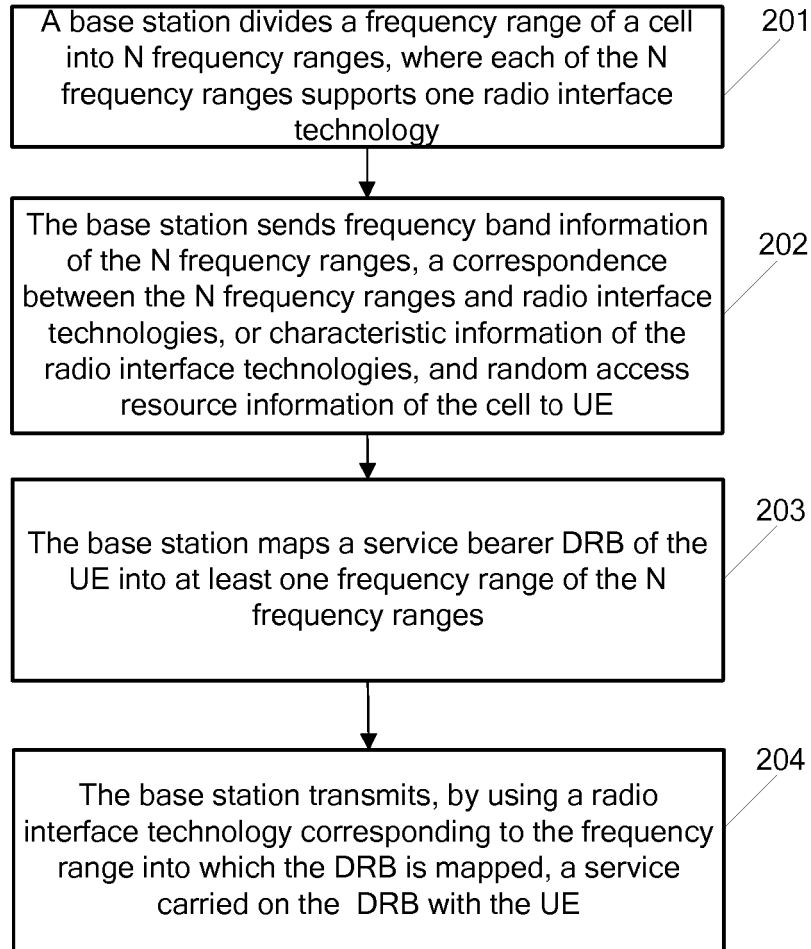 A base station divides a frequency range of a cell
into N frequency ranges, where each of the N
frequency ranges supports one radio interface
technology
201
The base station sends frequency band information
of the N frequency ranges, a correspondence
between the N frequency ranges and radio interface
technologies, or characteristic information of the
radio interface technologies, and random access
resource information of the cell to UE
202
The base station maps a service bearer DRB of the
UE into at least one frequency range of the N
frequency ranges
203
The base station transmits, by using a radio
interface technology corresponding to the frequency
range into which the DRB is mapped, a service
carried on the DRB with the UE
204